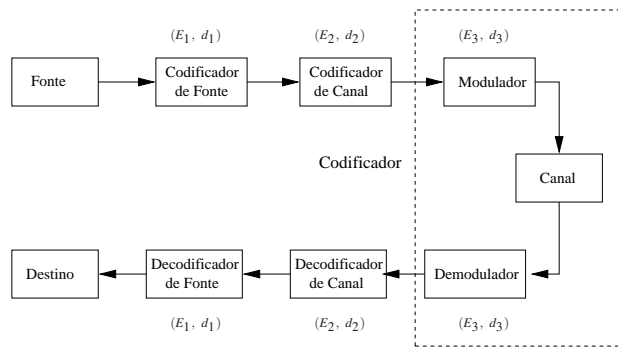 (E₁, d₁) (E₂, d₂) (E₃, d₃)
Fonte
Codificador
de Fonte
Codificador
de Canal
Modulador
Codificador
Canal
Destino
Decodificador
de Fonte
Decodificador
de Canal
Demodulador
(E₁, d₁) (E₂, d₂) (E₃, d₃)